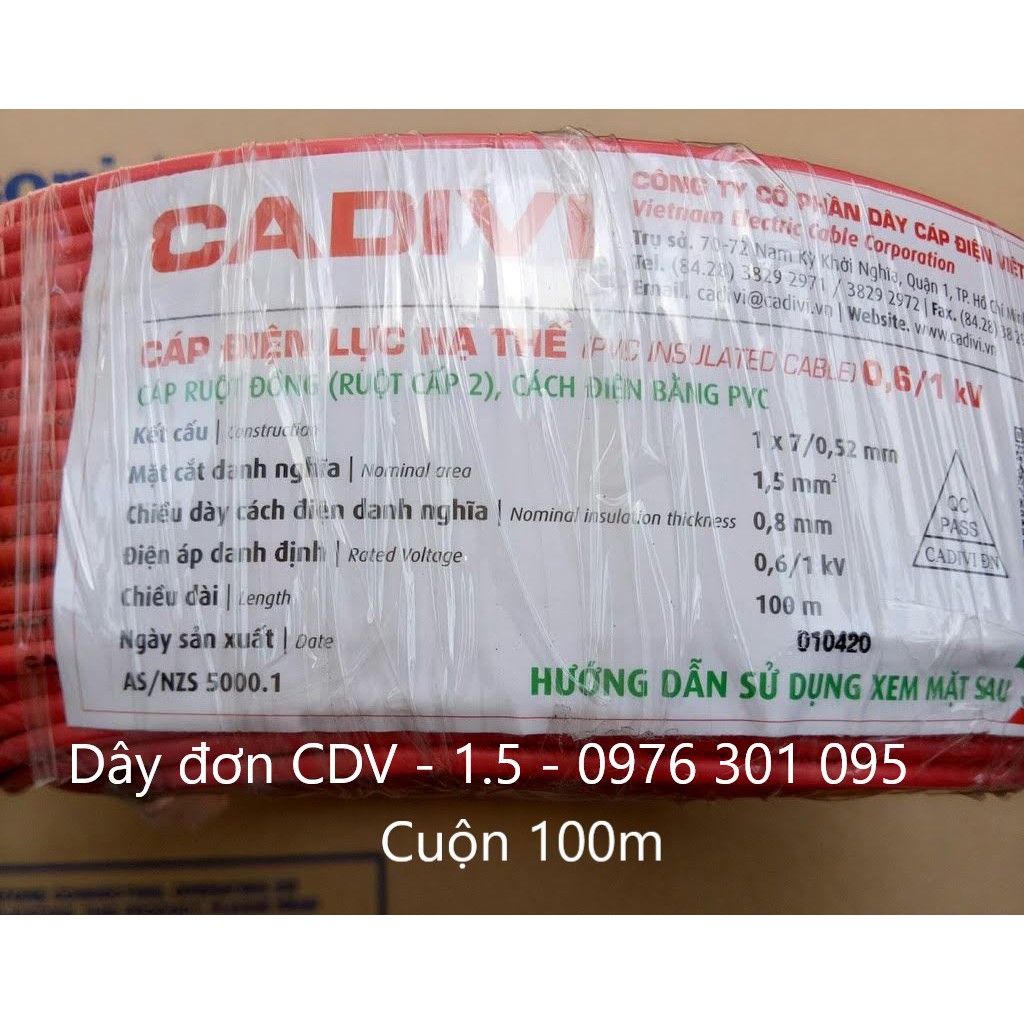 CADIVI
CÔNG TY CỔ PHẦN DÂY CÁP ĐIỆN VIỆT
Vietnam Electric Cable Corporation
Trụ sở. 70-72 Nam Kỳ Khởi Nghĩa, Quận 1, TP. Hồ Chí Minh
Tel. (84.28) 3829 2971 / 3829 2972 | Fax. (84.28) 38 29
Email. cadivi@cadivi.vn | Website. www.cadivi.vn
CÁP ĐIỆN LỰC HẠ THẾ (PVC INSULATED CABLE) 0,6/1 kV
CÁP RUỘT ĐỒNG (RUỘT CẤP 2), CÁCH ĐIỆN BẰNG PVC
Kết cấu | Construction 1 x 7/0,52 mm
Mặt cắt danh nghĩa | Nominal area 1,5 mm²
Chiều dày cách điện danh nghĩa | Nominal insulation thickness 0,8 mm
Điện áp danh định | Rated Voltage 0,6/1 kV
Chiều dài | Length 100 m
Ngày sản xuất | Date 010420
AS/NZS 5000.1
QC
PASS
CADIVI ĐN
HƯỚNG DẪN SỬ DỤNG XEM MẶT SAU
Dây đơn CDV - 1.5 - 0976 301 095
Cuộn 100m